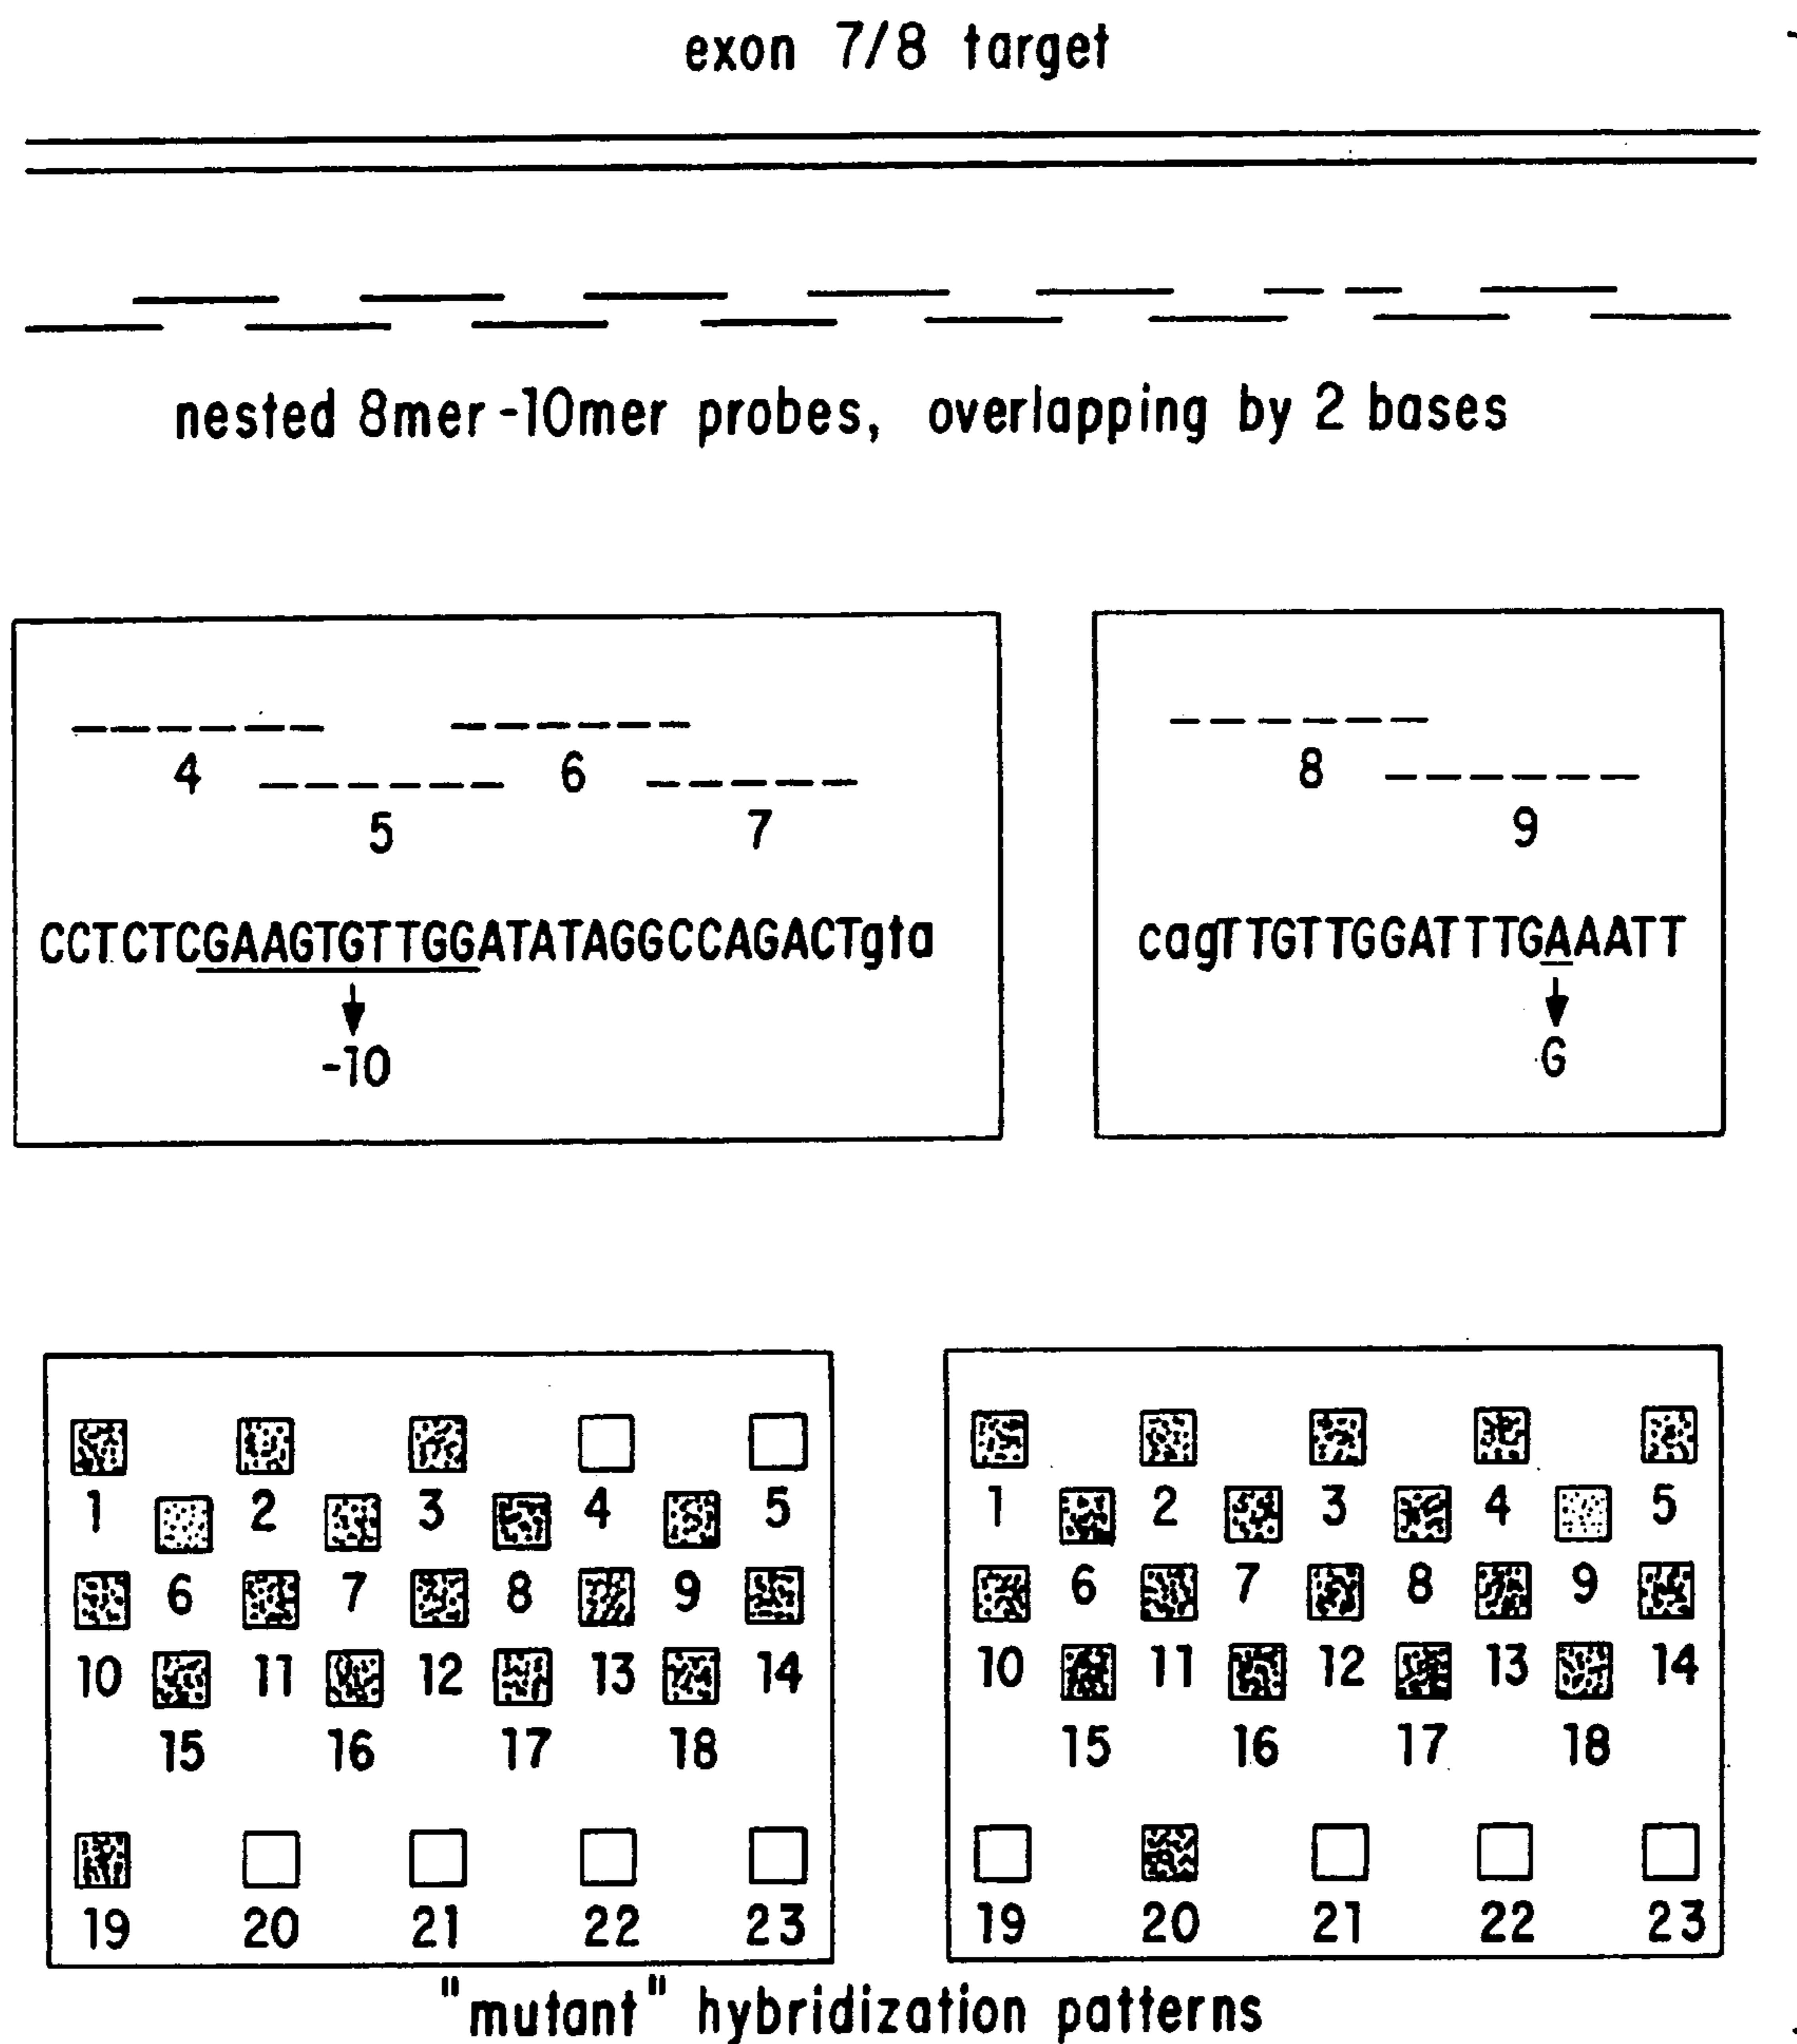 exon 7/8 target
nested 8mer-10mer probes, overlapping by 2 bases
4 6
5 7
CCTCTCGAAGTGTTGGATATAGGCCAGACTgta
-10
8
9
cagTTGTTGGATTTGAAATT
G
1 2 3 4 5
6 7 8 9
10 11 12 13 14
15 16 17 18
19 20 21 22 23
1 2 3 4 5
6 7 8 9
10 11 12 13 14
15 16 17 18
19 20 21 22 23
"mutant" hybridization patterns